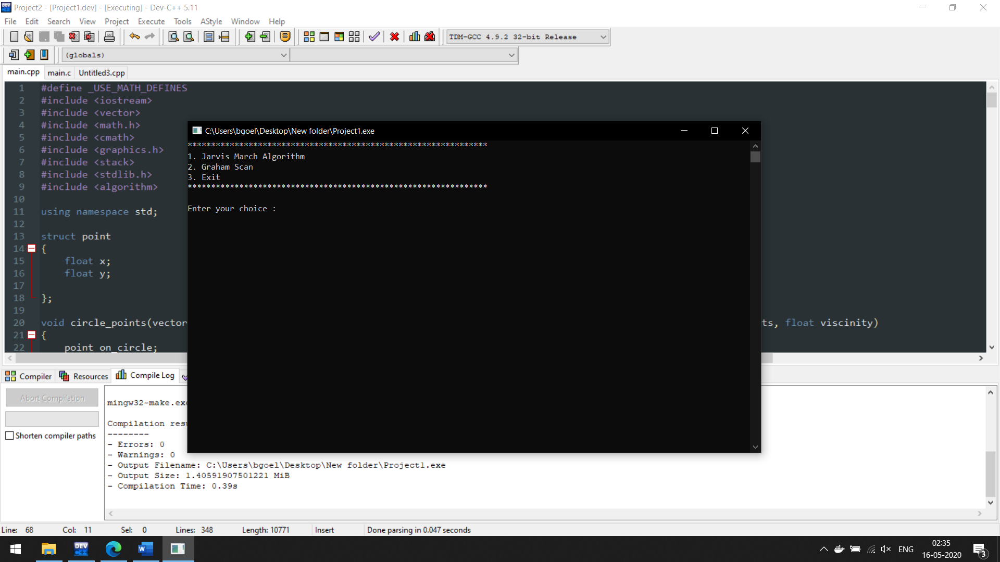 Project2 - [Project1.dev] - [Executing] - Dev-C++ 5.11
File Edit Search View Project Execute Tools AStyle Window Help
TDM-GCC 4.9.2 32-bit Release
(globals)
main.cpp main.c Untitled3.cpp
1 #define _USE_MATH_DEFINES
2 #include <iostream>
3 #include <vector>
4 #include <math.h>
5 #include <cmath>
6 #include <graphics.h>
7 #include <stack>
8 #include <stdlib.h>
9 #include <algorithm>
10
11 using namespace std;
12
13 struct point
14 {
15 float x;
16 float y;
17
18 };
19
20 void circle_points(vector ts, float viscinity)
21 {
22 point on_circle;
C:\Users\bgoel\Desktop\New folder\Project1.exe
****************************************************************
1. Jarvis March Algorithm
2. Graham Scan
3. Exit
****************************************************************
Enter your choice :
Compiler Resources Compile Log
Abort Compilation
Shorten compiler paths
mingw32-make.exe
Compilation resu
--------
- Errors: 0
- Warnings: 0
- Output Filename: C:\Users\bgoel\Desktop\New folder\Project1.exe
- Output Size: 1.40591907501221 MiB
- Compilation Time: 0.39s
Line: 68 Col: 11 Sel: 0 Lines: 348 Length: 10771 Insert Done parsing in 0.047 seconds
DEV C++ W ENG
02:35
16-05-2020
3